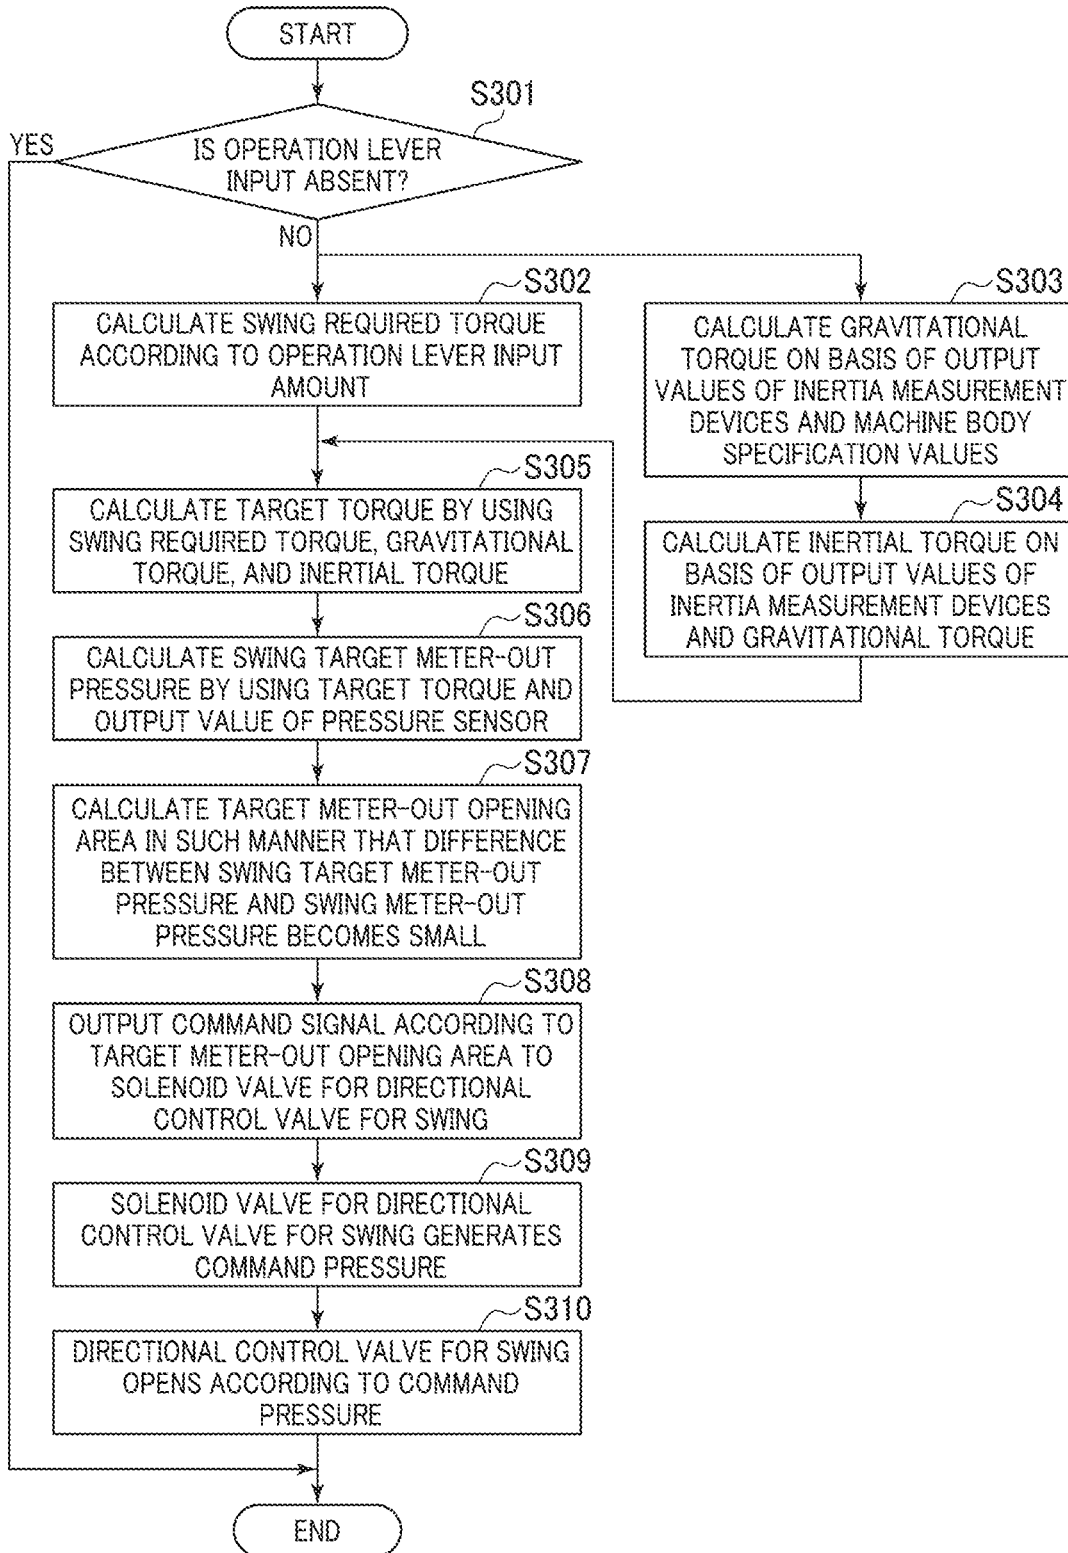 START
S301
YES
IS OPERATION LEVER
INPUT ABSENT?
NO
S302
CALCULATE SWING REQUIRED TORQUE
ACCORDING TO OPERATION LEVER INPUT
AMOUNT
S303
CALCULATE GRAVITATIONAL
TORQUE ON BASIS OF OUTPUT
VALUES OF INERTIA MEASUREMENT
DEVICES AND MACHINE BODY
SPECIFICATION VALUES
S304
CALCULATE INERTIAL TORQUE ON
BASIS OF OUTPUT VALUES OF
INERTIA MEASUREMENT DEVICES
AND GRAVITATIONAL TORQUE
S305
CALCULATE TARGET TORQUE BY USING
SWING REQUIRED TORQUE, GRAVITATIONAL
TORQUE, AND INERTIAL TORQUE
S306
CALCULATE SWING TARGET METER-OUT
PRESSURE BY USING TARGET TORQUE AND
OUTPUT VALUE OF PRESSURE SENSOR
S307
CALCULATE TARGET METER-OUT OPENING
AREA IN SUCH MANNER THAT DIFFERENCE
BETWEEN SWING TARGET METER-OUT
PRESSURE AND SWING METER-OUT
PRESSURE BECOMES SMALL
S308
OUTPUT COMMAND SIGNAL ACCORDING TO
TARGET METER-OUT OPENING AREA TO
SOLENOID VALVE FOR DIRECTIONAL
CONTROL VALVE FOR SWING
S309
SOLENOID VALVE FOR DIRECTIONAL
CONTROL VALVE FOR SWING GENERATES
COMMAND PRESSURE
S310
DIRECTIONAL CONTROL VALVE FOR SWING
OPENS ACCORDING TO COMMAND
PRESSURE
END